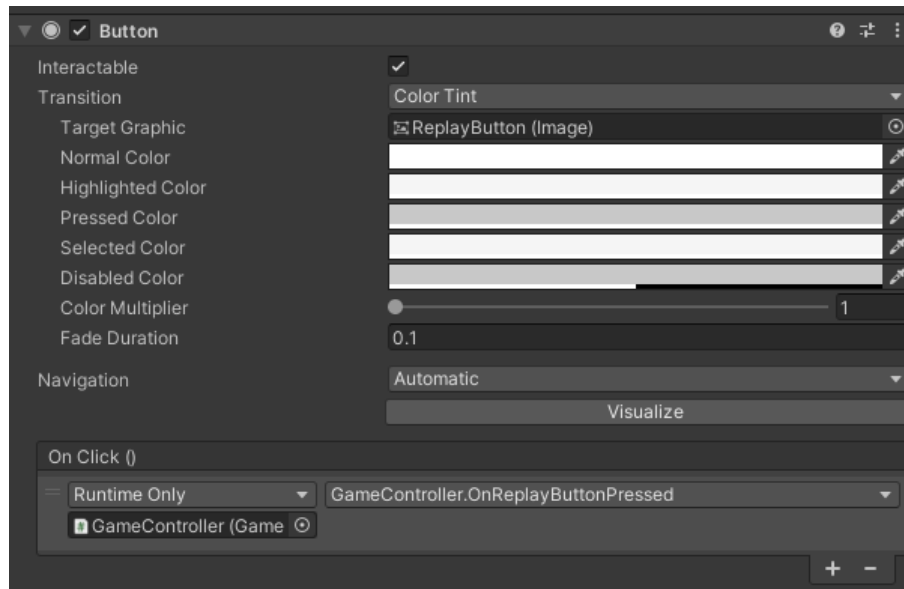 Button
Interactable
Transition Color Tint
Target Graphic ReplayButton (Image)
Normal Color
Highlighted Color
Pressed Color
Selected Color
Disabled Color
Color Multiplier 1
Fade Duration 0.1
Navigation Automatic
Visualize
On Click ()
Runtime Only GameController.OnReplayButtonPressed
GameController (Game
+ −